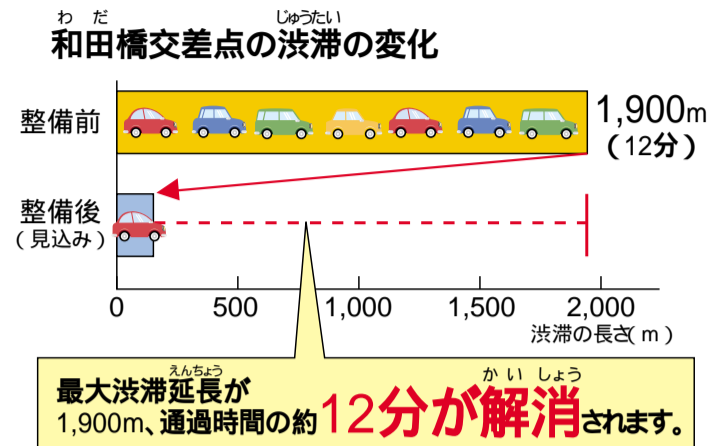 わだ じゅうたい
和田橋交差点の渋滞の変化
整備前
1,900m
（12分）
整備後
（見込み）
0 500 1,000 1,500 2,000
渋滞の長さ(m)
えんちょう
最大渋滞延長が
かいしょう
1,900m、通過時間の約12分が解消されます。